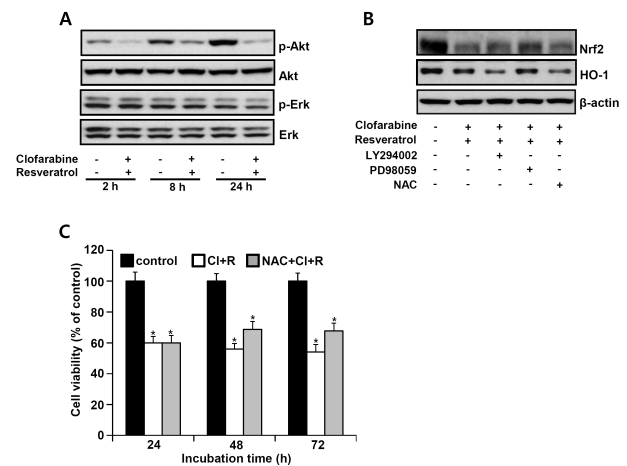 A
p-Akt
Akt
p-Erk
Erk
Clofarabine - + - + - +
Resveratrol - + - + - +
2 h 8 h 24 h
B
Nrf2
HO-1
β-actin
Clofarabine - + + + +
Resveratrol - + + + +
LY294002 - - + - -
PD98059 - - - + -
NAC - - - - +
C
Cell viability (% of control)
120
100
80
60
40
20
0
control Cl+R NAC+Cl+R
* * * * * *
24 48 72
Incubation time (h)